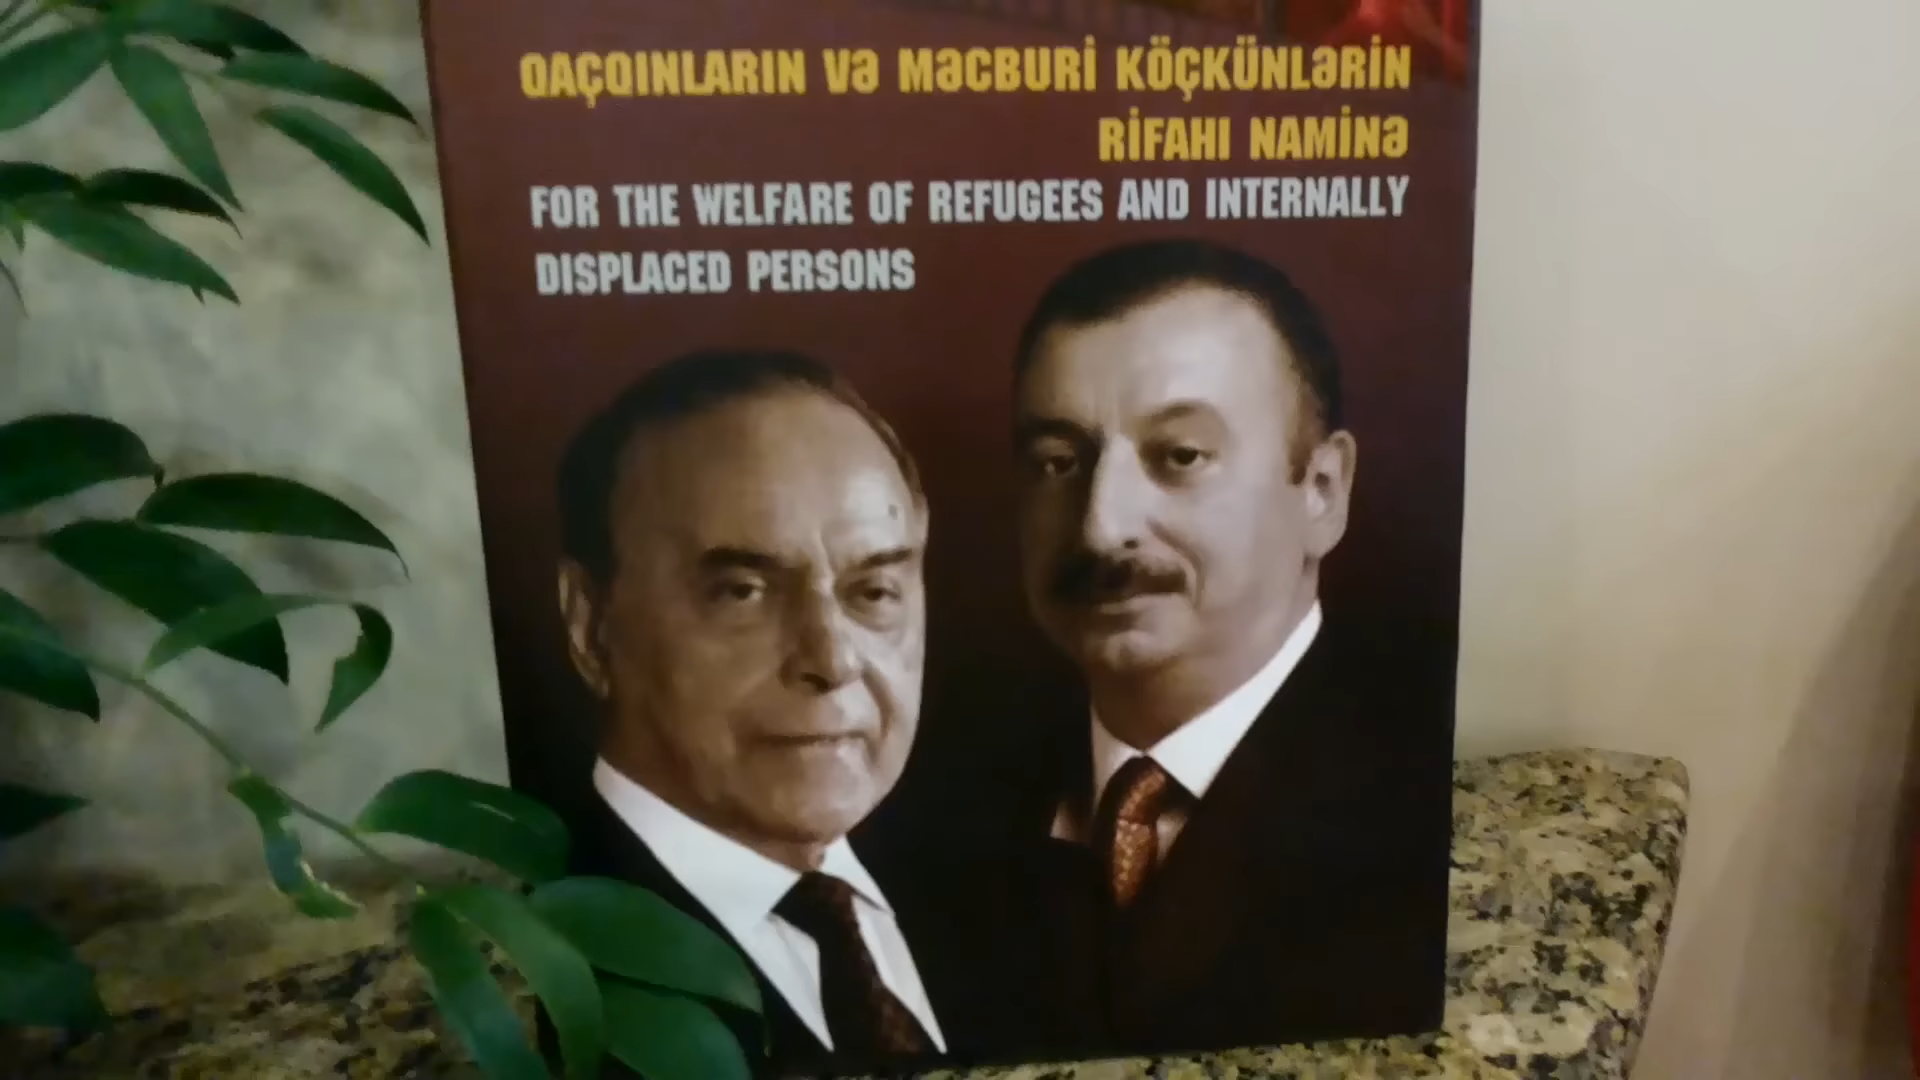 QAÇQINLARIN VƏ MƏCBURİ KÖÇKÜNLƏRİN
RİFAHI NAMİNƏ
FOR THE WELFARE OF REFUGEES AND INTERNALLY
DISPLACED PERSONS